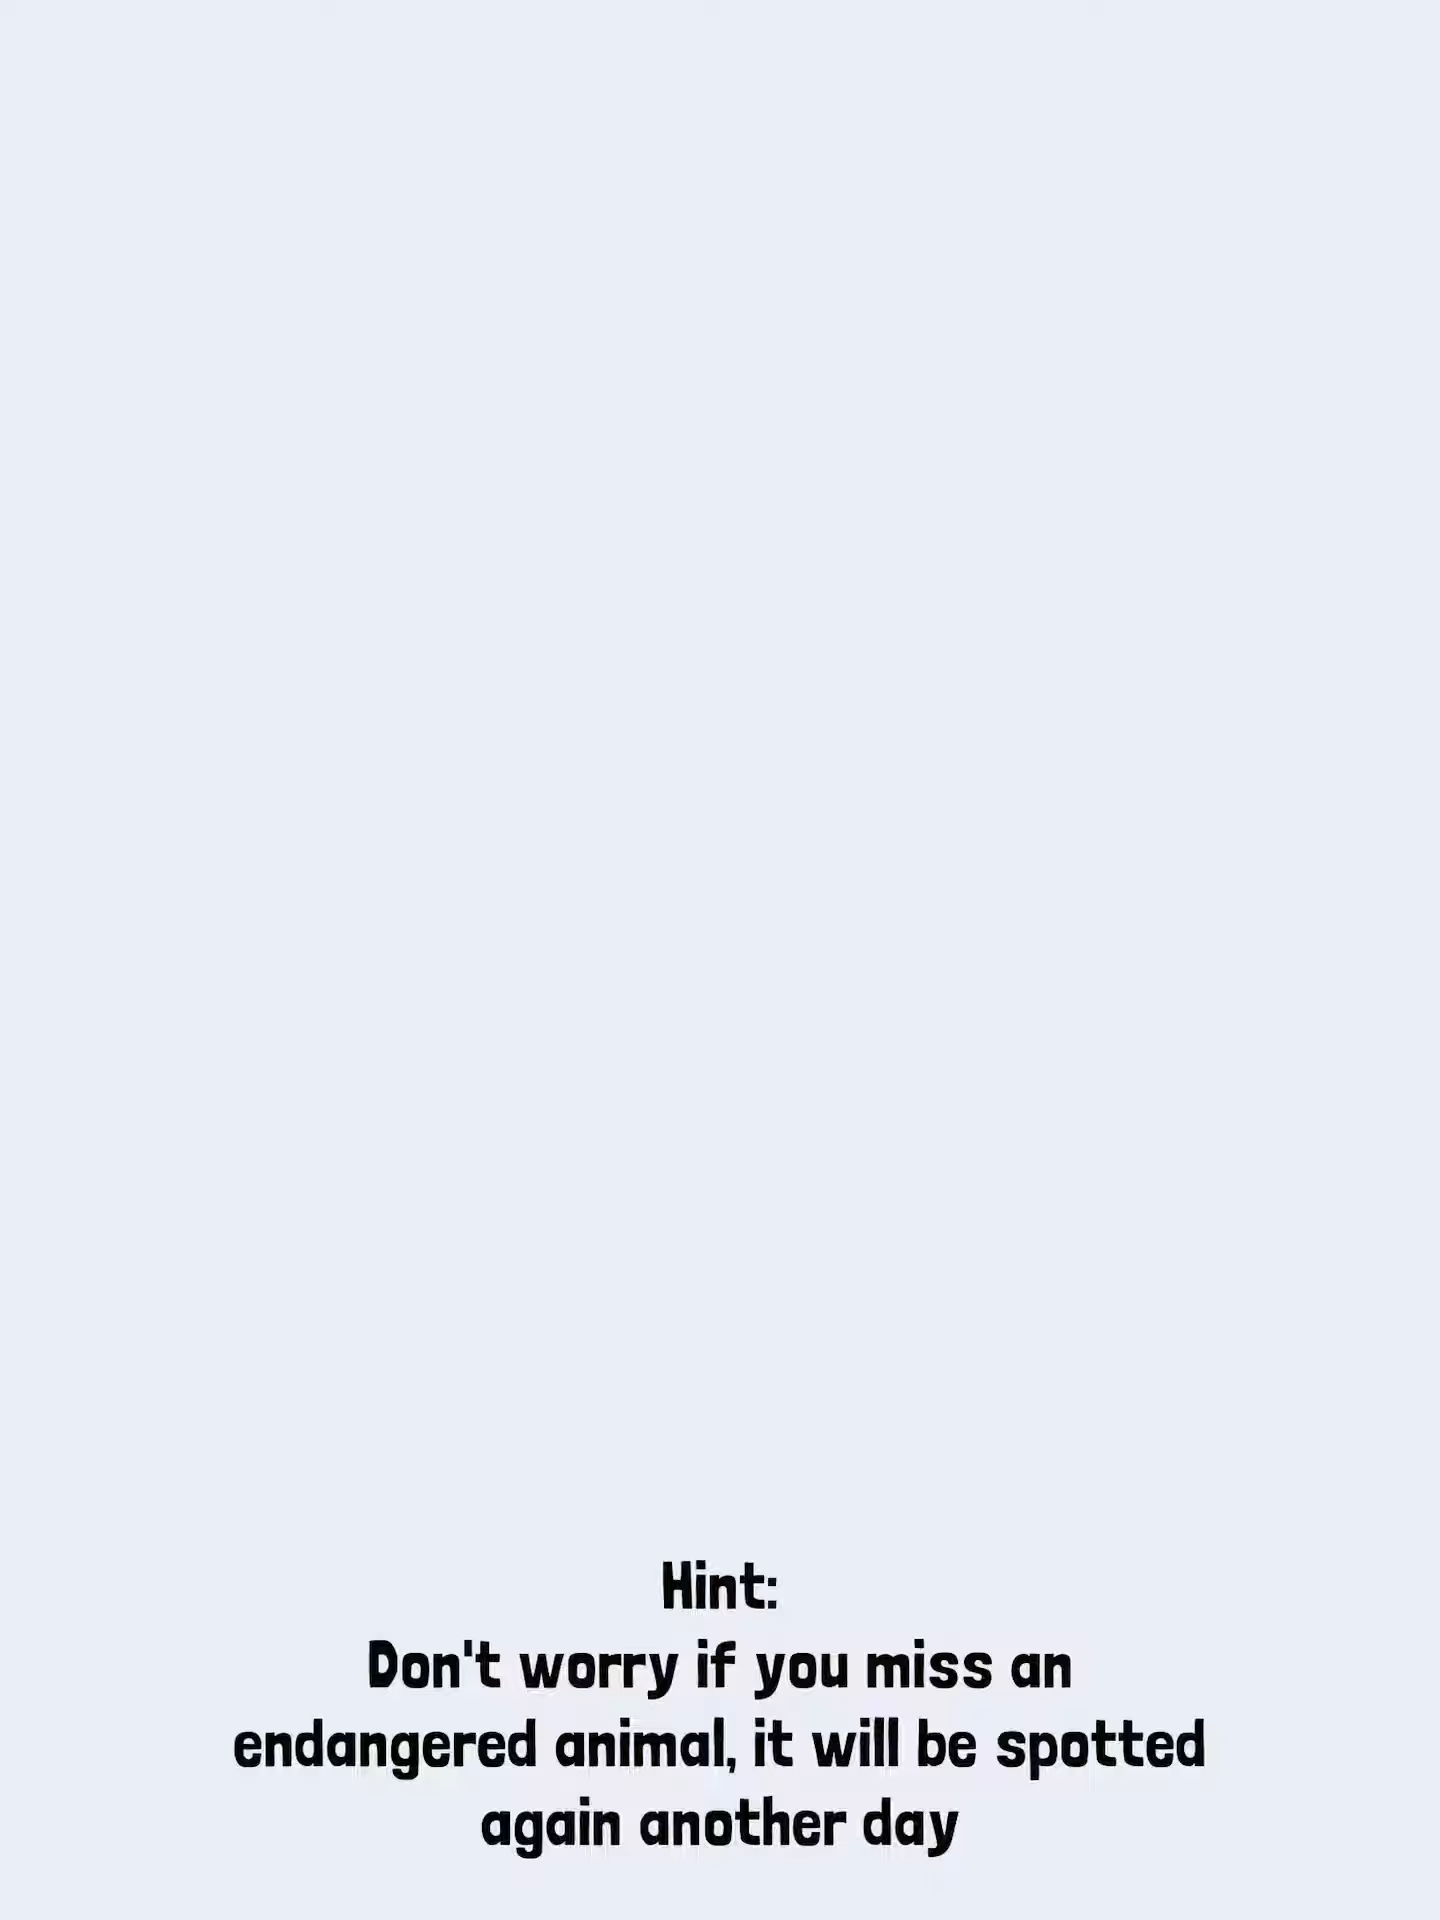 Hint:
Don't worry if you miss an
endangered animal, it will be spotted
again another day